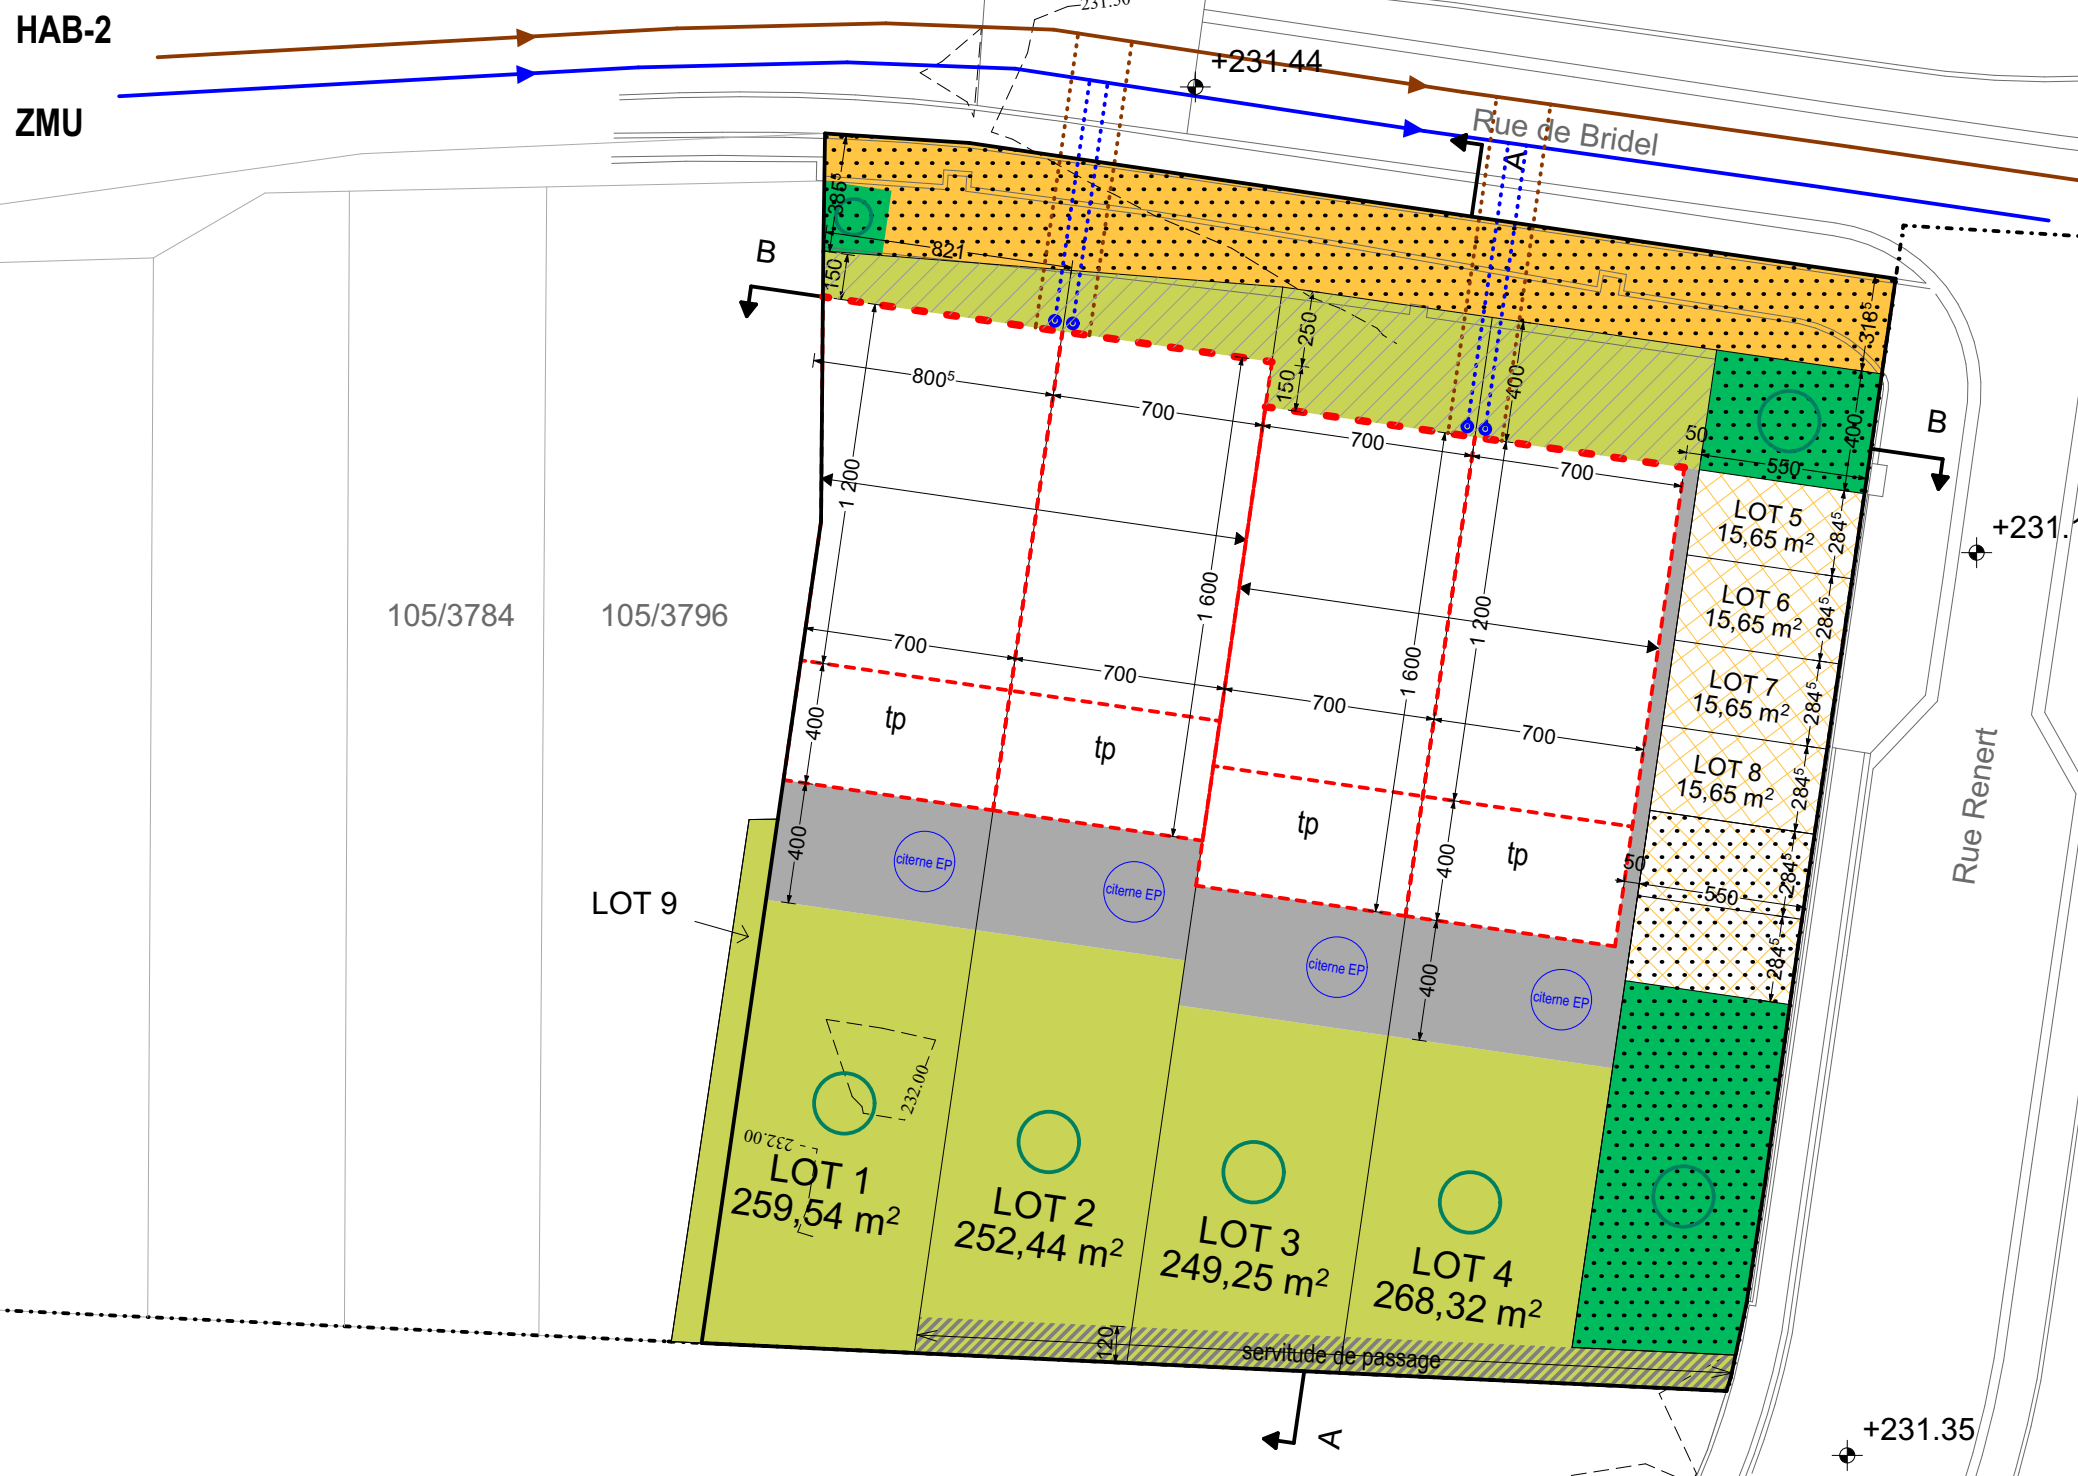 HAB-2
231.50
+231.44
ZMU
Rue de Bridel
A
385⁵
B
821
150
318⁵
250
800⁵
700
150
400
400
B
700
50
550
700
1 200
LOT 5
15,65 m²
284⁵
+231.1
1 600
LOT 6
15,65 m²
284⁵
105/3784
105/3796
1 200
700
1 600
700
LOT 7
15,65 m²
284⁵
700
700
400
tp
tp
LOT 8
15,65 m²
284⁵
Rue Renert
tp
tp
400
400
citerne EP
citerne EP
50
550
284⁵
LOT 9
citerne EP
citerne EP
400
284⁵
232.00
232.00
LOT 1
259,54 m²
LOT 2
252,44 m²
LOT 3
249,25 m²
LOT 4
268,32 m²
120
servitude de passage
A
+231.35